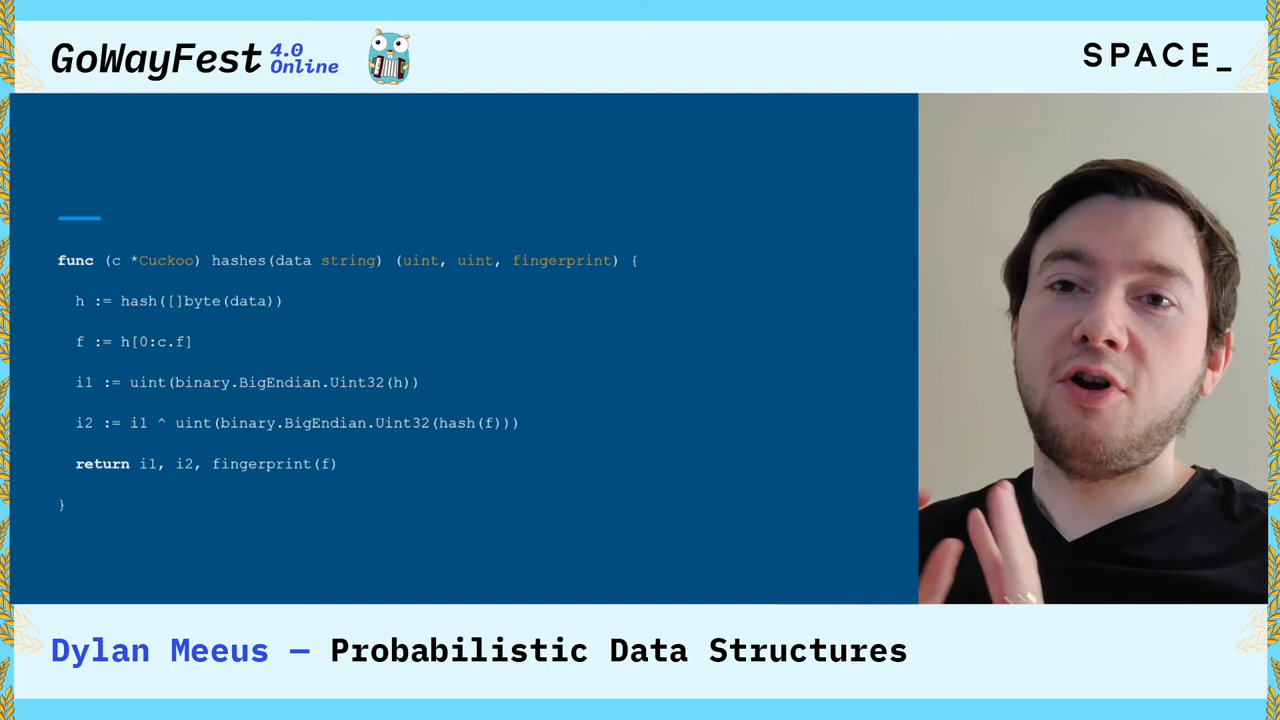 GoWayFest 4.0 Online
SPACE_
func (c *Cuckoo) hashes(data string) (uint, uint, fingerprint) {
h := hash([]byte(data))
f := h[0:c.f]
i1 := uint(binary.BigEndian.Uint32(h))
i2 := i1 ^ uint(binary.BigEndian.Uint32(hash(f)))
return i1, i2, fingerprint(f)
}
Dylan Meeus — Probabilistic Data Structures